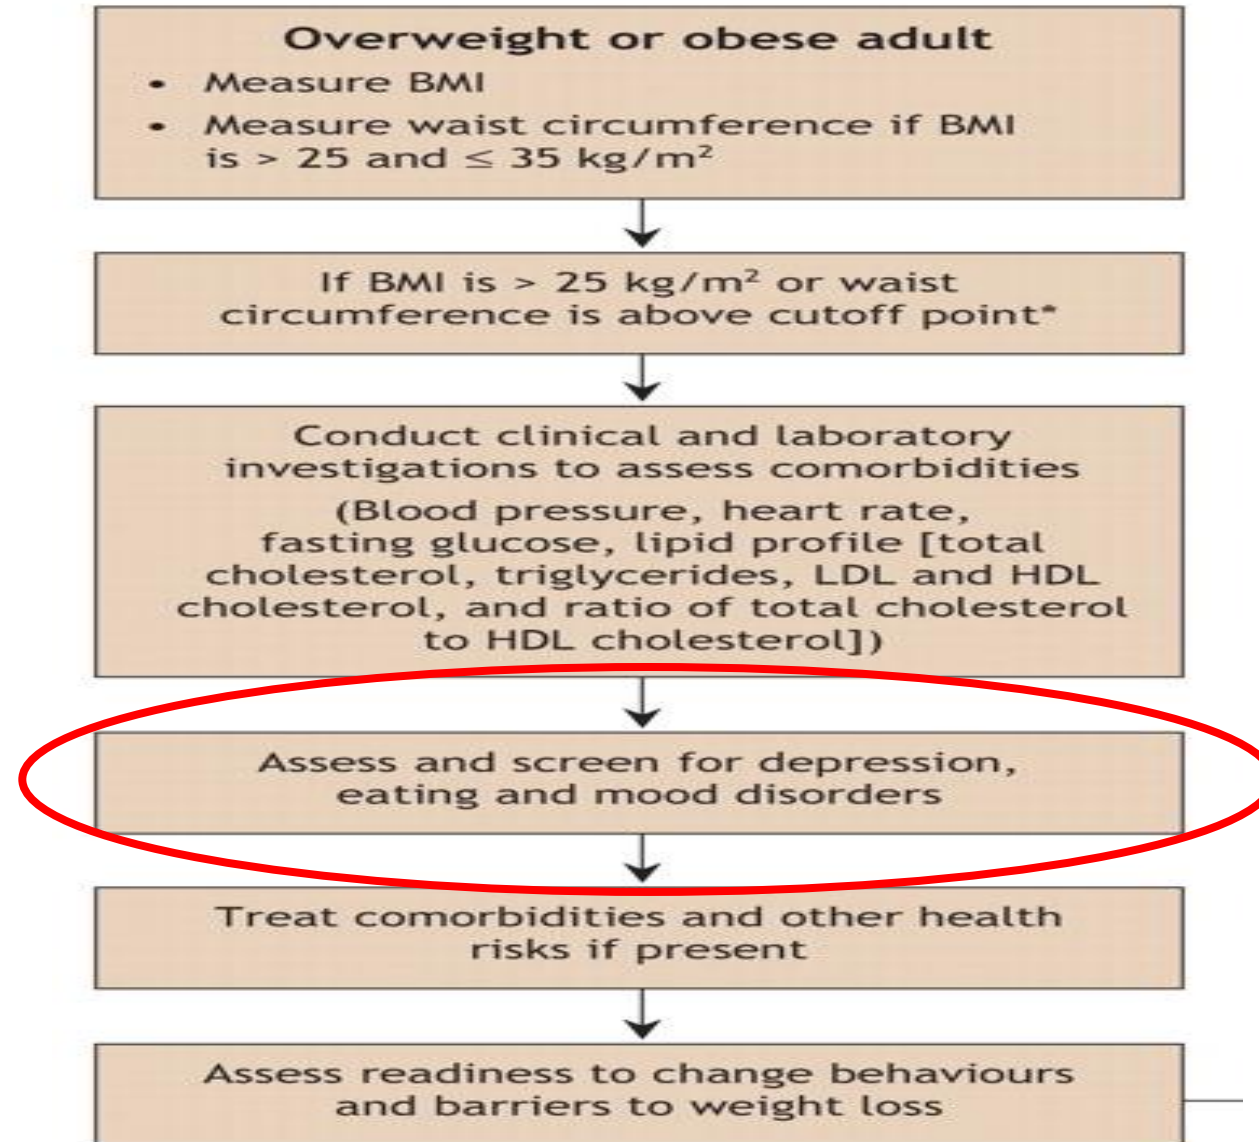 Overweight or obese adult
• Measure BMI
• Measure waist circumference if BMI
is > 25 and ≤ 35 kg/m²
If BMI is > 25 kg/m² or waist
circumference is above cutoff point*
Conduct clinical and laboratory
investigations to assess comorbidities
(Blood pressure, heart rate,
fasting glucose, lipid profile [total
cholesterol, triglycerides, LDL and HDL
cholesterol, and ratio of total cholesterol
to HDL cholesterol])
Assess and screen for depression,
eating and mood disorders
Treat comorbidities and other health
risks if present
Assess readiness to change behaviours
and barriers to weight loss